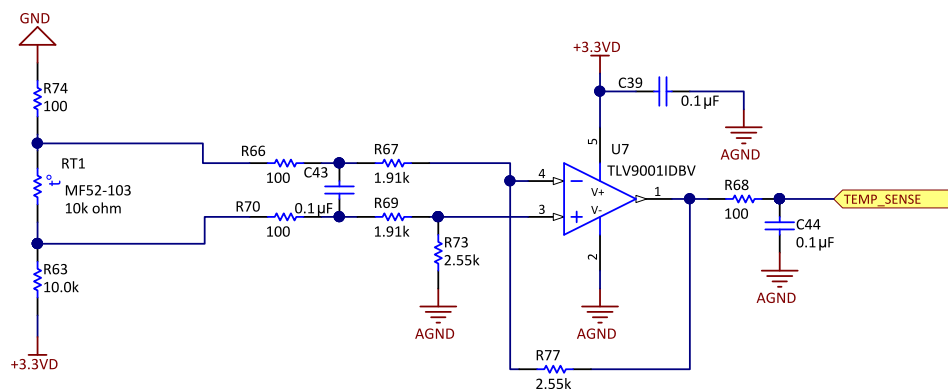 GND
R74
100
RT1
MF52-103
10k ohm
t°
R63
10.0k
+3.3VD
R66
100
C43
0.1µF
R67
1.91k
R70
100
R69
1.91k
R73
2.55k
AGND
+3.3VD
C39
0.1µF
AGND
U7
TLV9001IDBV
5
4
3
V+
V-
1
2
AGND
R77
2.55k
R68
100
TEMP_SENSE
C44
0.1µF
AGND